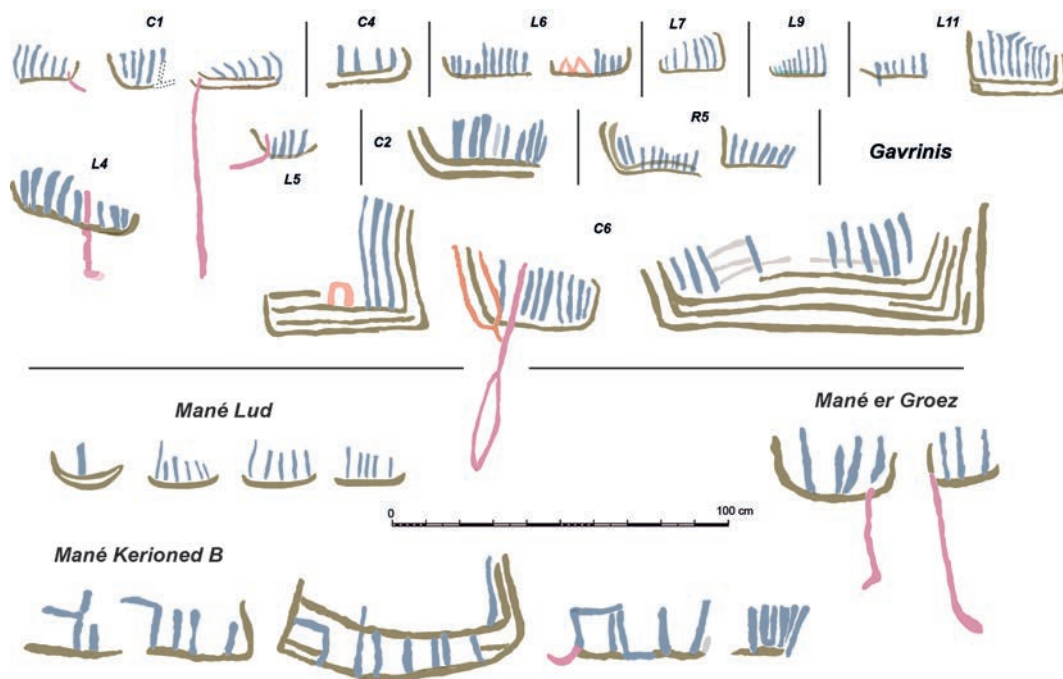 C1
C4
L6
L7
L9
L11
L4
L5
C2
R5
Gavrinis
C6
Mané Lud
Mané er Groez
0
100 cm
Mané Kerioned B